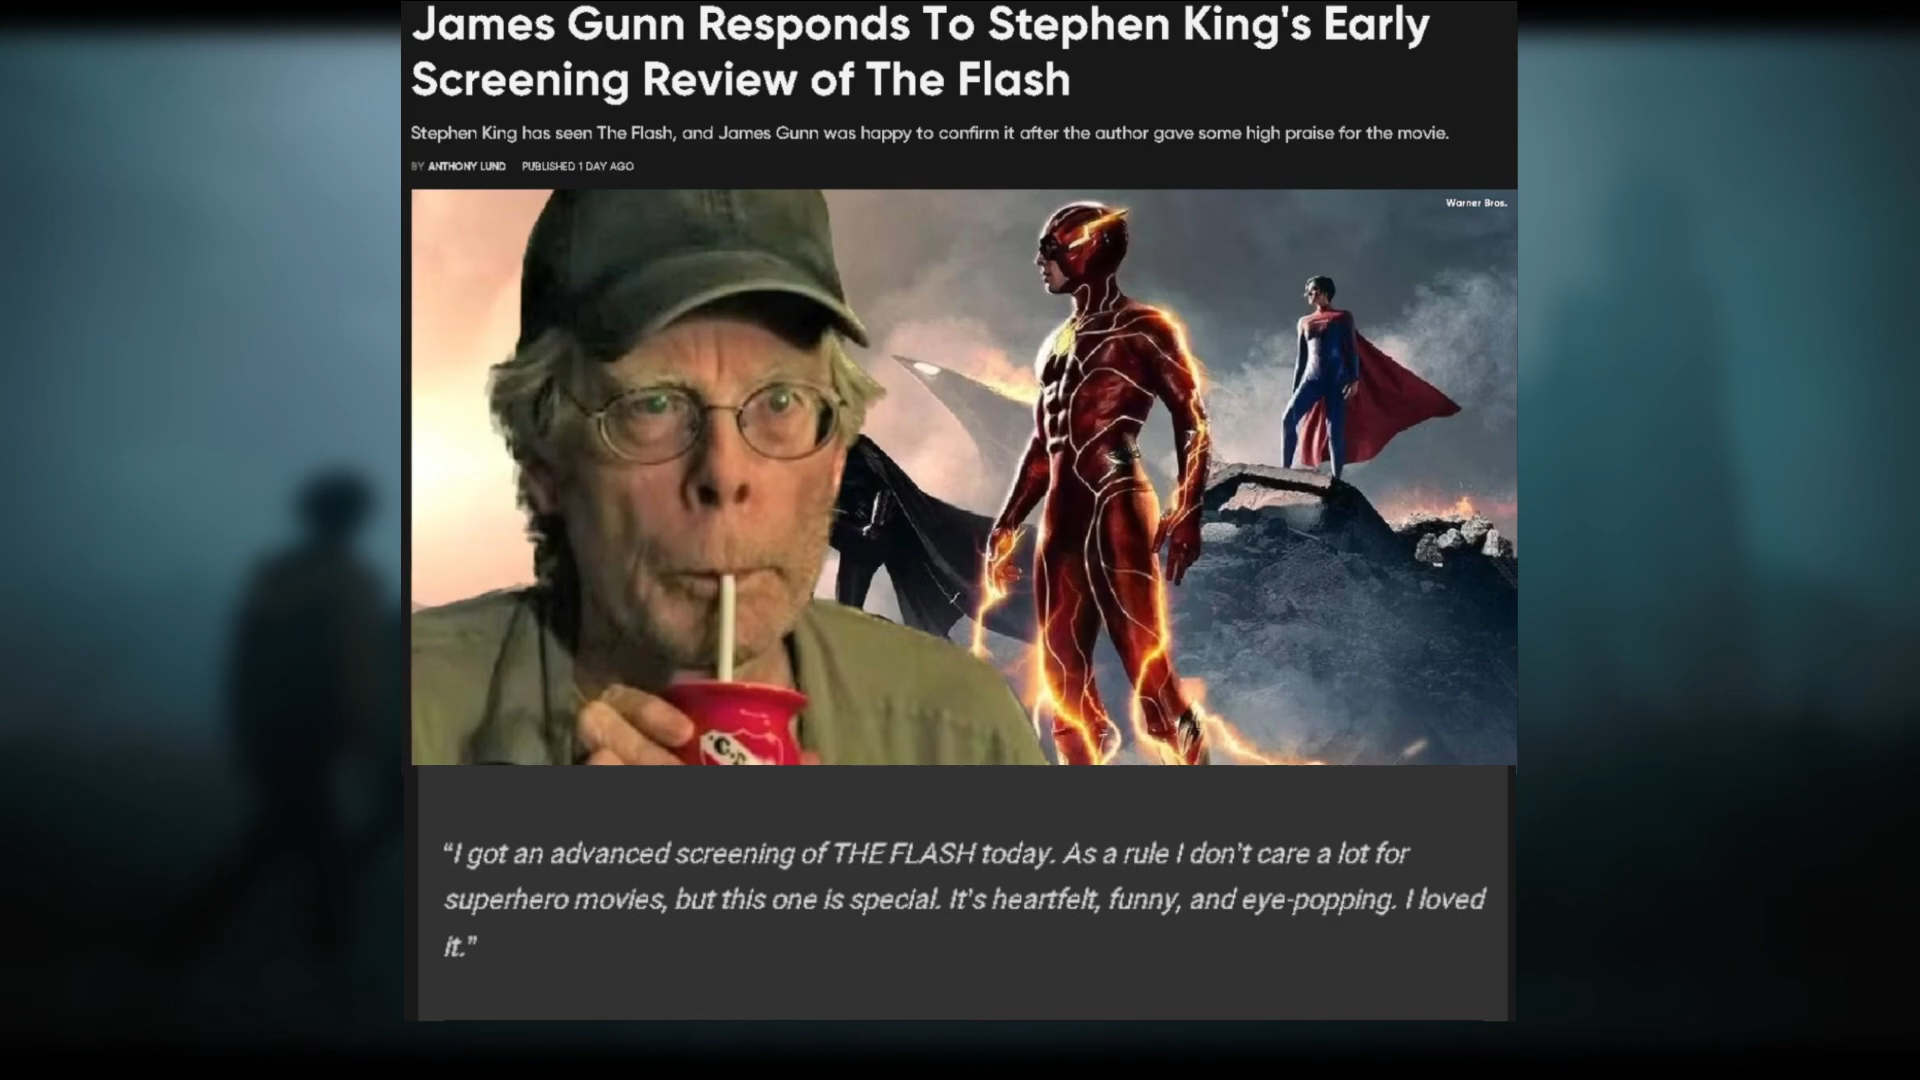 James Gunn Responds To Stephen King's Early
Screening Review of The Flash
Stephen King has seen The Flash, and James Gunn was happy to confirm it after the author gave some high praise for the movie.
BY ANTHONY LUND PUBLISHED 1 DAY AGO
Warner Bros.
"I got an advanced screening of THE FLASH today. As a rule I don't care a lot for
superhero movies, but this one is special. It's heartfelt, funny, and eye-popping. I loved
it."